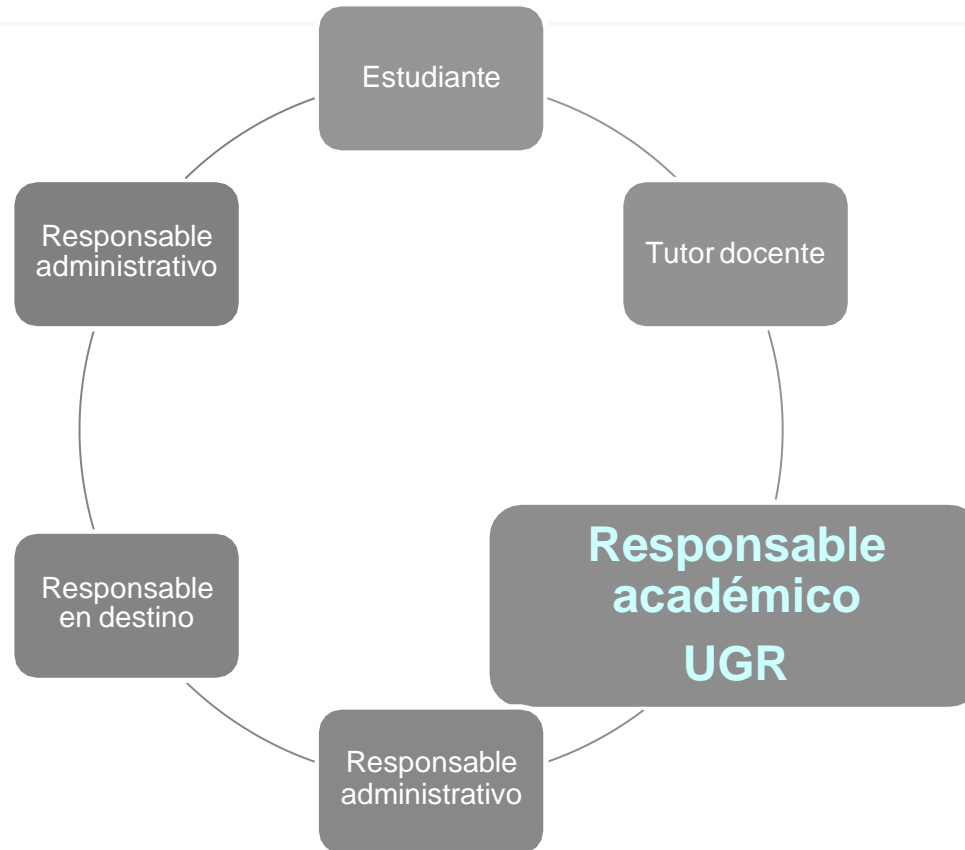 Estudiante
Tutor docente
Responsable
académico
UGR
Responsable
administrativo
Responsable
en destino
Responsable
administrativo